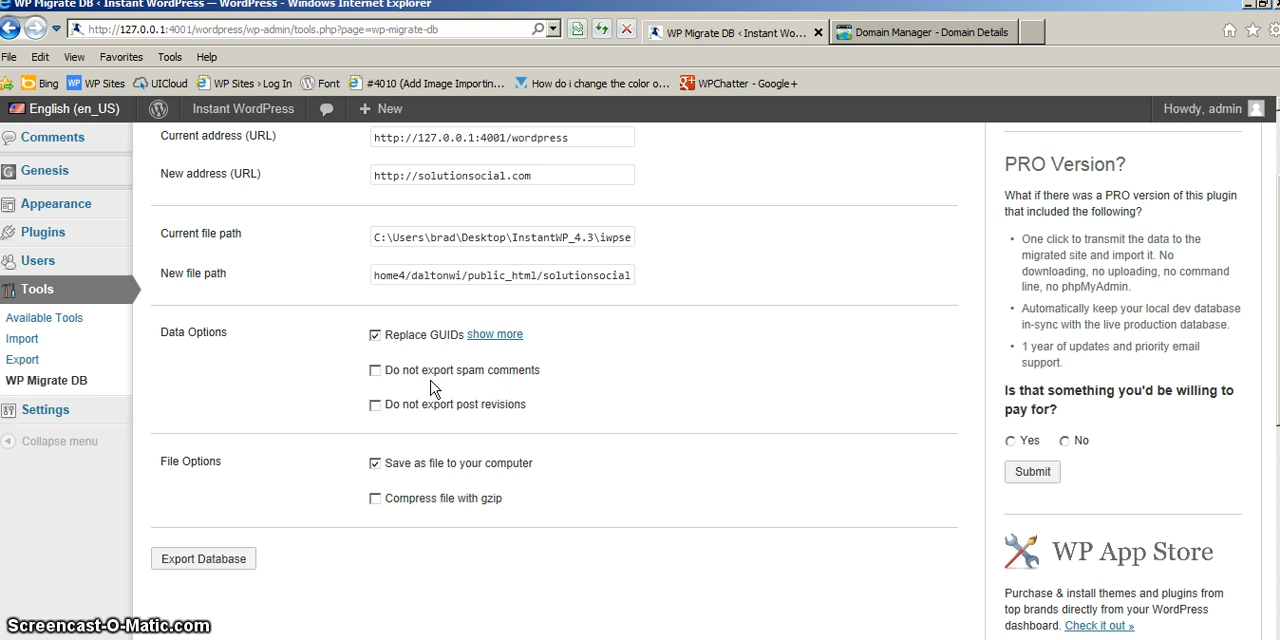 WP Migrate DB ‹ Instant WordPress — WordPress - Windows Internet Explorer
http://127.0.0.1:4001/wordpress/wp-admin/tools.php?page=wp-migrate-db
WP Migrate DB ‹ Instant Wo...
Domain Manager - Domain Details
File Edit View Favorites Tools Help
Bing WP WP Sites UICloud WP Sites › Log In Font #4010 (Add Image Importin... How do i change the color o... WPChatter - Google+
English (en_US) Instant WordPress + New Howdy, admin
Comments
Genesis
Appearance
Plugins
Users
Tools
Available Tools
Import
Export
WP Migrate DB
Settings
Collapse menu
Current address (URL) http://127.0.0.1:4001/wordpress
New address (URL) http://solutionsocial.com
Current file path C:\Users\brad\Desktop\InstantWP_4.3\iwpse
New file path home4/daltonwi/public_html/solutionsocial
Data Options Replace GUIDs show more
Do not export spam comments
Do not export post revisions
File Options Save as file to your computer
Compress file with gzip
Export Database
PRO Version?
What if there was a PRO version of this plugin
that included the following?
• One click to transmit the data to the
migrated site and import it. No
downloading, no uploading, no command
line, no phpMyAdmin.
• Automatically keep your local dev database
in-sync with the live production database.
• 1 year of updates and priority email
support.
Is that something you'd be willing to
pay for?
Yes No
Submit
WP App Store
Purchase & install themes and plugins from
top brands directly from your WordPress
dashboard. Check it out »
Screencast-O-Matic.com